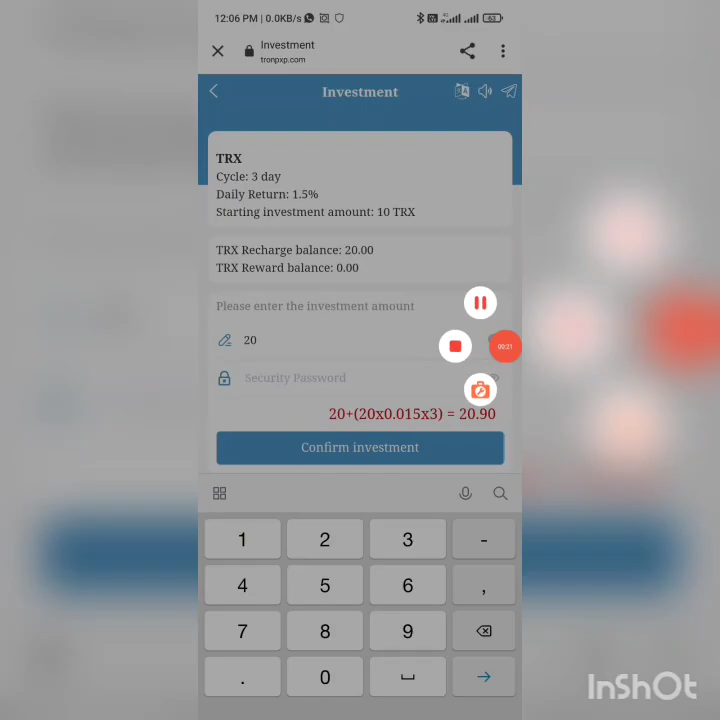 12:06 PM | 0.0KB/s
63
Investment
tronpxp.com
Investment
TRX
Cycle: 3 day
Daily Return: 1.5%
Starting investment amount: 10 TRX
TRX Recharge balance: 20.00
TRX Reward balance: 0.00
Please enter the investment amount
20
00:21
Security Password
20+(20x0.015x3) = 20.90
Confirm investment
1 2 3 -
4 5 6 ,
7 8 9
. 0
InShOt